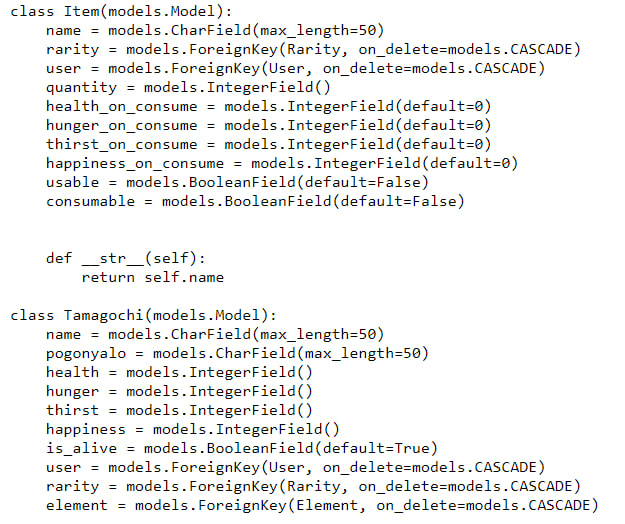 class Item(models.Model):
    name = models.CharField(max_length=50)
    rarity = models.ForeignKey(Rarity, on_delete=models.CASCADE)
    user = models.ForeignKey(User, on_delete=models.CASCADE)
    quantity = models.IntegerField()
    health_on_consume = models.IntegerField(default=0)
    hunger_on_consume = models.IntegerField(default=0)
    thirst_on_consume = models.IntegerField(default=0)
    happiness_on_consume = models.IntegerField(default=0)
    usable = models.BooleanField(default=False)
    consumable = models.BooleanField(default=False)
    def __str__(self):
        return self.name
class Tamagochi(models.Model):
    name = models.CharField(max_length=50)
    pogonyalo = models.CharField(max_length=50)
    health = models.IntegerField()
    hunger = models.IntegerField()
    thirst = models.IntegerField()
    happiness = models.IntegerField()
    is_alive = models.BooleanField(default=True)
    user = models.ForeignKey(User, on_delete=models.CASCADE)
    rarity = models.ForeignKey(Rarity, on_delete=models.CASCADE)
    element = models.ForeignKey(Element, on_delete=models.CASCADE)